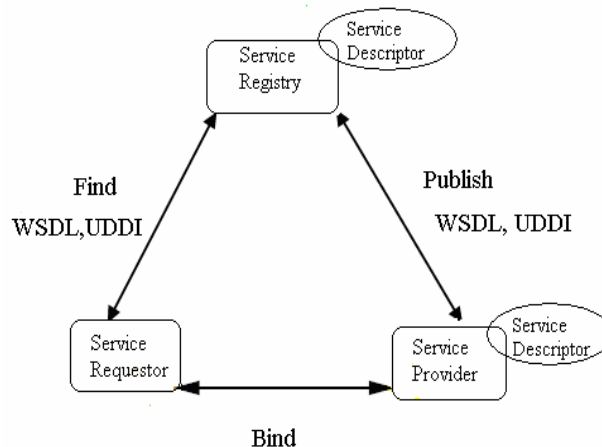 Service
Descriptor
Service
Registry
Find
WSDL,UDDI
Publish
WSDL, UDDI
Service
Requestor
Service
Provider
Service
Descriptor
Bind